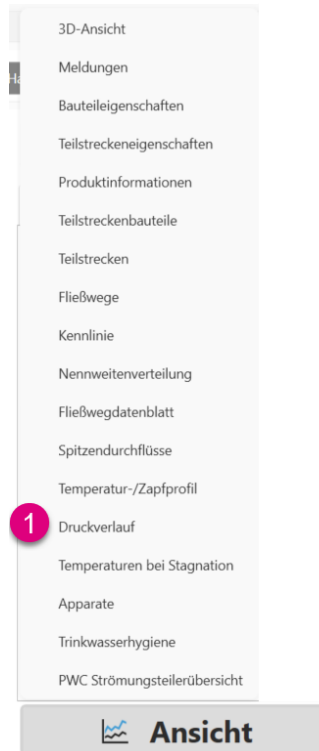 3D-Ansicht
Meldungen
Bauteileigenschaften
Teilstreckeneigenschaften
Produktinformationen
Teilstreckenbauteile
Teilstrecken
Fließwege
Kennlinie
Nennweitenverteilung
Fließwegdatenblatt
Spitzendurchflüsse
Temperatur-/Zapfprofil
1 Druckverlauf
Temperaturen bei Stagnation
Apparate
Trinkwasserhygiene
PWC Strömungsteilerübersicht
Ansicht